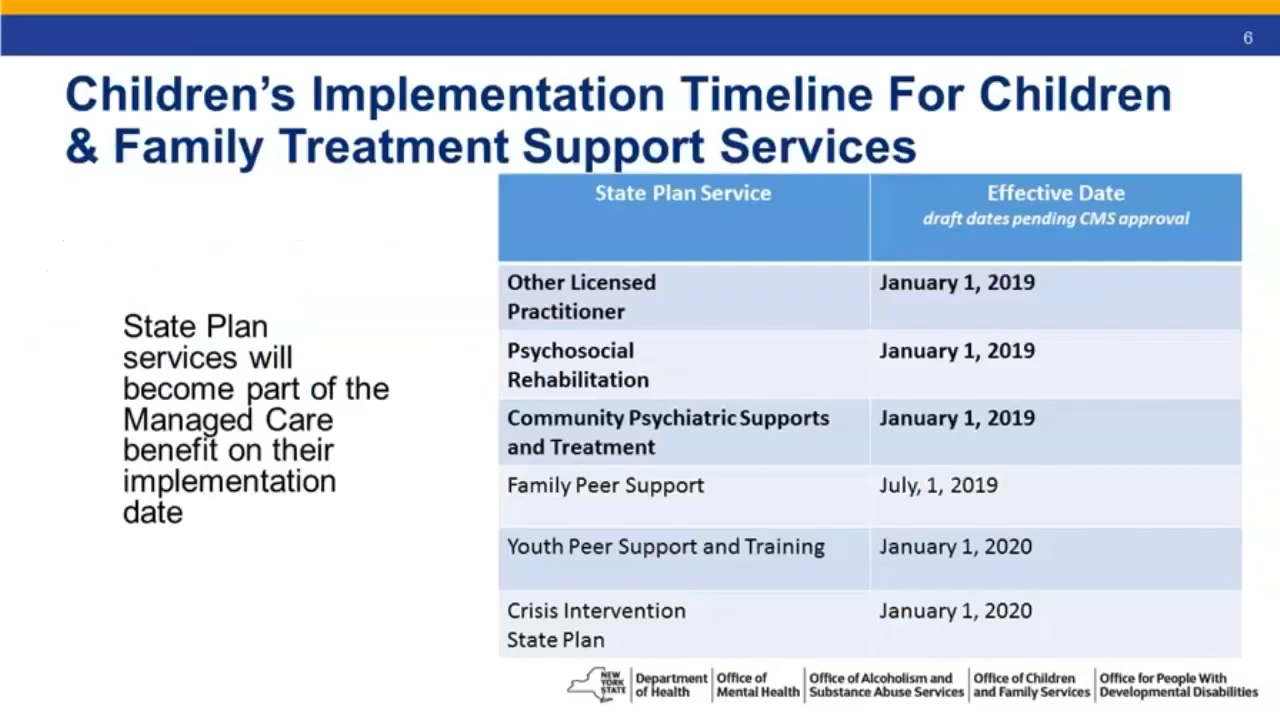 6
Children’s Implementation Timeline For Children
& Family Treatment Support Services
State Plan
services will
become part of the
Managed Care
benefit on their
implementation
date
State Plan Service
Effective Date
draft dates pending CMS approval
Other Licensed
Practitioner
January 1, 2019
Psychosocial
Rehabilitation
January 1, 2019
Community Psychiatric Supports
and Treatment
January 1, 2019
Family Peer Support
July, 1, 2019
Youth Peer Support and Training
January 1, 2020
Crisis Intervention
State Plan
January 1, 2020
NEW
YORK
STATE
Department
of Health
Office of
Mental Health
Office of Alcoholism and
Substance Abuse Services
Office of Children
and Family Services
Office for People With
Developmental Disabilities